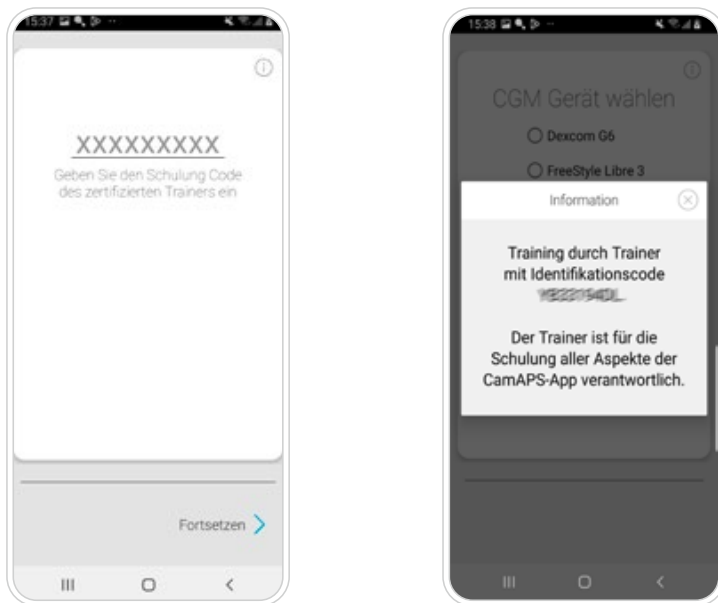 15:37
XXXXXXXXX
Geben Sie den Schulung Code
des zertifizierten Trainers ein
Fortsetzen
15:38
CGM Gerät wählen
Dexcom G6
FreeStyle Libre 3
Information
Training durch Trainer
mit Identifikationscode
Der Trainer ist für die
Schulung aller Aspekte der
CamAPS-App verantwortlich.